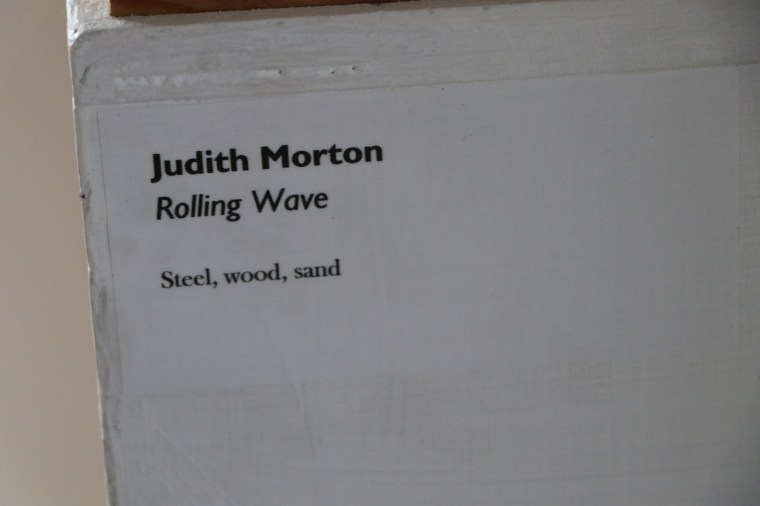 Judith Morton
Rolling Wave
Steel, wood, sand